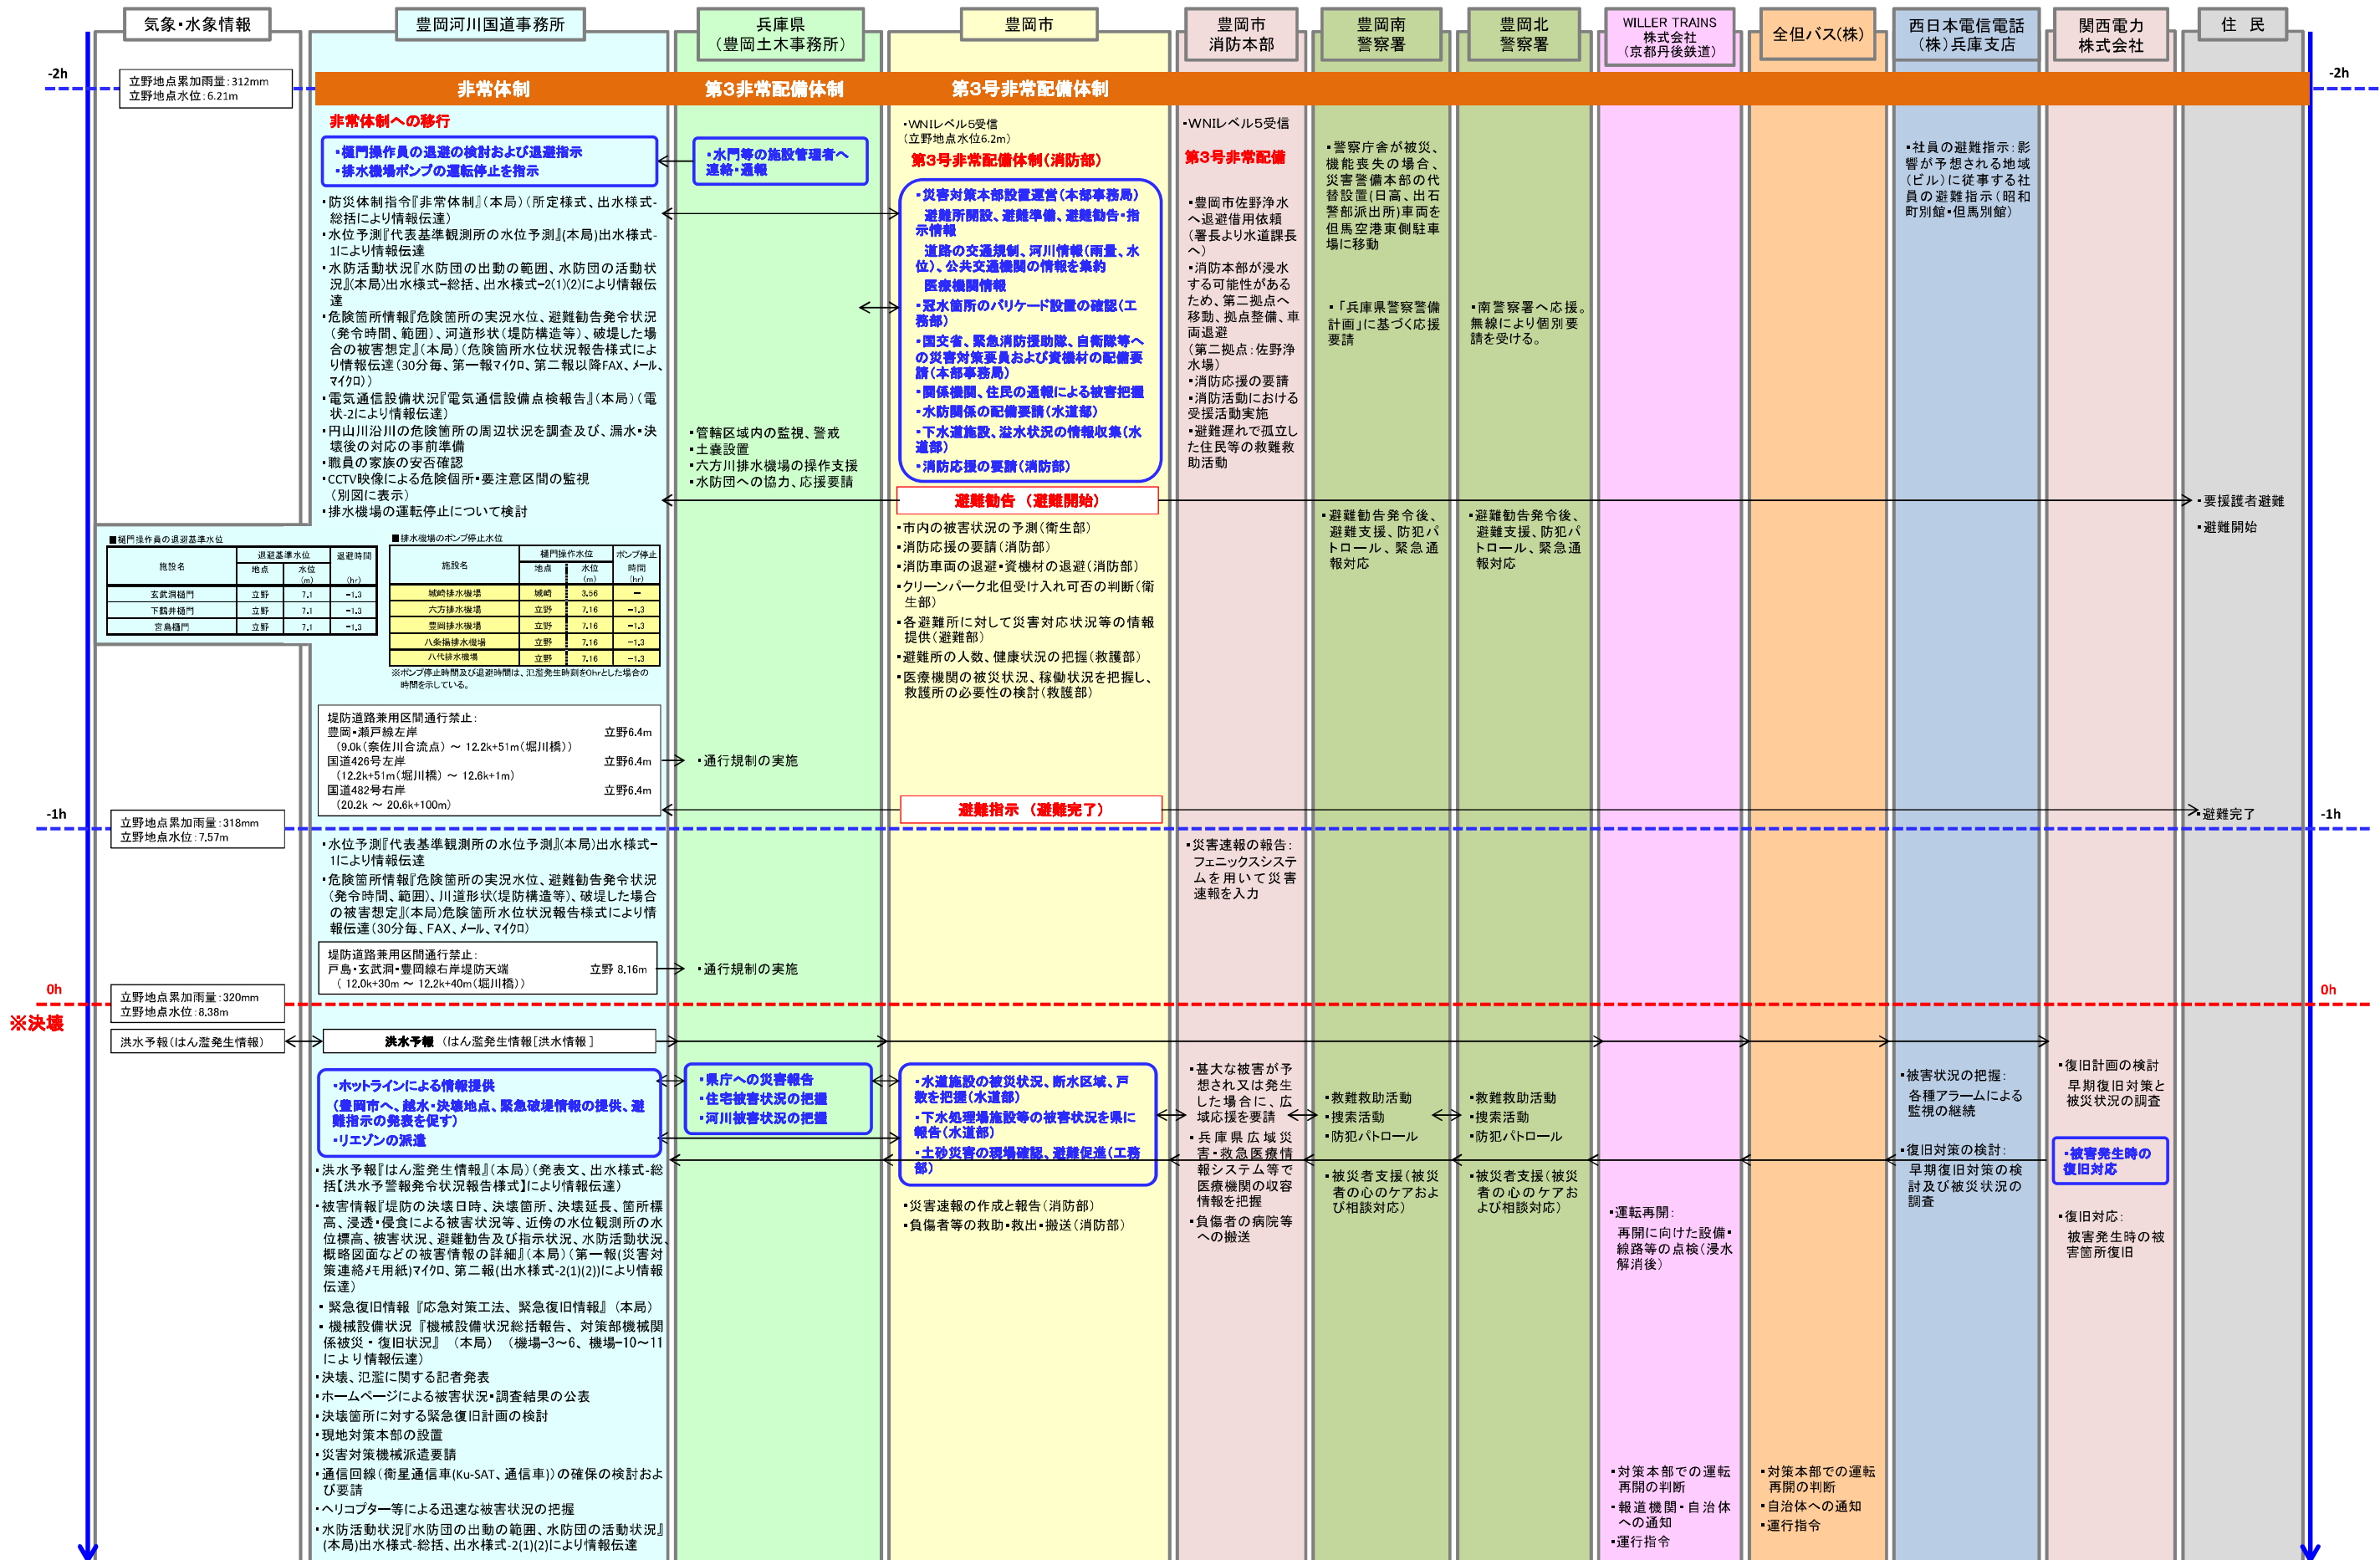 気象・水象情報
豊岡河川国道事務所
兵庫県
（豊岡土木事務所）
豊岡市
豊岡市
消防本部
豊岡南
警察署
豊岡北
警察署
WILLER TRAINS
株式会社
（京都丹後鉄道）
全但バス（株）
西日本電信電話
（株）兵庫支店
関西電力
株式会社
住　民
-2h
立野地点累加雨量：312mm
立野地点水位：6.21m
非常体制
第３非常配備体制
第３号非常配備体制
-2h
非常体制への移行
・樋門操作員の退避の検討および退避指示
・排水機場ポンプの運転停止を指示
・防災体制指令『非常体制』（本局）（所定様式、出水様式-
総括により情報伝達）
・水位予測『代表基準観測所の水位予測』(本局)出水様式-
1により情報伝達
・水防活動状況『水防団の出動の範囲、水防団の活動状
況』(本局)出水様式-総括、出水様式-2(1)(2)により情報伝
達
・危険箇所情報『危険箇所の実況水位、避難勧告発令状況
（発令時間、範囲）、河道形状（堤防構造等）、破堤した場
合の被害想定』（本局）（危険箇所水位状況報告様式によ
り情報伝達（30分毎、第一報マイクロ、第二報以降FAX、メール、
マイクロ））
・電気通信設備状況『電気通信設備点検報告』（本局）（電
状-2により情報伝達）
・円山川沿川の危険箇所の周辺状況を調査及び、漏水・決
壊後の対応の事前準備
・職員の家族の安否確認
・CCTV映像による危険個所・要注意区間の監視
（別図に表示）
・排水機場の運転停止について検討
・水門等の施設管理者へ
連絡・通報
・管轄区域内の監視、警戒
・土嚢設置
・六方川排水機場の操作支援
・水防団への協力、応援要請
・WNIレベル５受信
（立野地点水位6.2m）
第３号非常配備体制（消防部）
・災害対策本部設置運営（本部事務局）
避難所開設、避難準備、避難勧告・指
示情報
道路の交通規制、河川情報（雨量、水
位）、公共交通機関の情報を集約
医療機関情報
・冠水箇所のバリケード設置の確認（工
務部）
・国交省、緊急消防援助隊、自衛隊等へ
の災害対策要員および資機材の配備要
請（本部事務局）
・関係機関、住民の通報による被害把握
・水防関係の配備要請（水道部）
・下水道施設、溢水状況の情報収集（水
道部）
・消防応援の要請（消防部）
避難勧告 （避難開始）
・市内の被害状況の予測（衛生部）
・消防応援の要請（消防部）
・消防車両の退避・資機材の退避（消防部）
・クリーンパーク北但受け入れ可否の判断（衛
生部）
・各避難所に対して災害対応状況等の情報
提供（避難部）
・避難所の人数、健康状況の把握（救護部）
・医療機関の被災状況、稼働状況を把握し、
救護所の必要性の検討（救護部）
・WNIレベル５受信
第３号非常配備
・豊岡市佐野浄水
へ退避借用依頼
（署長より水道課長
へ）
・消防本部が浸水
する可能性がある
ため、第二拠点へ
移動、拠点整備、車
両退避
（第二拠点：佐野浄
水場）
・消防応援の要請
・消防活動における
受援活動実施
・避難遅れで孤立し
た住民等の救難救
助活動
・警察庁舎が被災、
機能喪失の場合、
災害警備本部の代
替設置（日高、出石
警部派出所）車両を
但馬空港東側駐車
場に移動
・「兵庫県警察警備
計画」に基づく応援
要請
・避難勧告発令後、
避難支援、防犯パ
トロール、緊急通
報対応
・南警察署へ応援。
無線により個別要
請を受ける。
・避難勧告発令後、
避難支援、防犯パ
トロール、緊急通
報対応
・社員の避難指示：影
響が予想される地域
（ビル）に従事する社
員の避難指示（昭和
町別館・但馬別館）
・要援護者避難
・避難開始
■樋門操作員の退避基準水位
施設名　退避基準水位　退避時間
地点　水位
(m)　(hr)
玄武洞樋門　立野　7.1　-1.3
下鶴井樋門　立野　7.1　-1.3
宮島樋門　立野　7.1　-1.3
■排水機場のポンプ停止水位
施設名　樋門操作水位　ポンプ停止
地点　水位　時間
(m)　(hr)
城崎排水機場　城崎　3.56　-
六方排水機場　立野　7.16　-1.3
豊岡排水機場　立野　7.16　-1.3
八条揚排水機場　立野　7.16　-1.3
八代排水機場　立野　7.16　-1.3
※ポンプ停止時間及び退避時間は、氾濫発生時刻を0hrとした場合の
時間を示している。
堤防道路兼用区間通行禁止：
豊岡・瀬戸線左岸　立野6.4m
（9.0k（奈佐川合流点） ～ 12.2k+51m（堀川橋））
国道426号左岸　立野6.4m
（12.2k+51m（堀川橋） ～ 12.6k+1m）
国道482号右岸　立野6.4m
（20.2k ～ 20.6k+100m）
・通行規制の実施
避難指示 （避難完了）
・避難完了
-1h
立野地点累加雨量：318mm
立野地点水位：7.57m
-1h
・水位予測『代表基準観測所の水位予測』(本局)出水様式-
1により情報伝達
・危険箇所情報『危険箇所の実況水位、避難勧告発令状況
（発令時間、範囲）、川道形状（堤防構造等）、破堤した場合
の被害想定』(本局)危険箇所水位状況報告様式により情
報伝達（30分毎、FAX、メール、マイクロ）
・災害速報の報告：
フェニックスシステ
ムを用いて災害
速報を入力
堤防道路兼用区間通行禁止：
戸島・玄武洞・豊岡線右岸堤防天端　立野 8.16m
（ 12.0k+30m ～ 12.2k+40m（堀川橋））
・通行規制の実施
0h
立野地点累加雨量：320mm
立野地点水位：8.38m
0h
※決壊
洪水予報（はん濫発生情報）
洪水予報 （はん濫発生情報［洪水情報］
・ホットラインによる情報提供
（豊岡市へ、越水・決壊地点、緊急破堤情報の提供、避
難指示の発表を促す）
・リエゾンの派遣
・洪水予報『はん濫発生情報』（本局）（発表文、出水様式-総
括【洪水予警報発令状況報告様式】により情報伝達）
・被害情報『堤防の決壊日時、決壊箇所、決壊延長、箇所標
高、浸透・侵食による被害状況等、近傍の水位観測所の水
位標高、被害状況、避難勧告及び指示状況、水防活動状況、
概略図面などの被害情報の詳細』（本局）（第一報(災害対
策連絡メモ用紙)マイクロ、第二報(出水様式-2(1)(2))により情報
伝達）
・緊急復旧情報 『応急対策工法、緊急復旧情報』 （本局）
・機械設備状況 『機械設備状況総括報告、対策部機械関
係被災・復旧状況』 （本局） （機場-3～6、機場-10～11
により情報伝達）
・決壊、氾濫に関する記者発表
・ホームページによる被害状況・調査結果の公表
・決壊箇所に対する緊急復旧計画の検討
・現地対策本部の設置
・災害対策機械派遣要請
・通信回線（衛星通信車(Ku-SAT、通信車)）の確保の検討およ
び要請
・ヘリコプター等による迅速な被害状況の把握
・水防活動状況『水防団の出動の範囲、水防団の活動状況』
(本局)出水様式-総括、出水様式-2(1)(2)により情報伝達
・県庁への災害報告
・住宅被害状況の把握
・河川被害状況の把握
・水道施設の被災状況、断水区域、戸
数を把握（水道部）
・下水処理場施設等の被害状況を県に
報告（水道部）
・土砂災害の現場確認、避難促進（工務
部）
・災害速報の作成と報告（消防部）
・負傷者等の救助・救出・搬送（消防部）
・甚大な被害が予
想され又は発生
した場合に、広
域応援を要請
・兵庫県広域災
害・救急医療情
報システム等で
医療機関の収容
情報を把握
・負傷者の病院等
への搬送
・救難救助活動
・捜索活動
・防犯パトロール
・被災者支援（被災
者の心のケアおよ
び相談対応）
・救難救助活動
・捜索活動
・防犯パトロール
・被災者支援（被災
者の心のケアお
よび相談対応）
・運転再開：
再開に向けた設備・
線路等の点検（浸水
解消後）
・対策本部での運転
再開の判断
・報道機関・自治体
への通知
・運行指令
・対策本部での運転
再開の判断
・自治体への通知
・運行指令
・被害状況の把握：
各種アラームによる
監視の継続
・復旧対策の検討：
早期復旧対策の検
討及び被災状況の
調査
・復旧計画の検討
早期復旧対策と
被災状況の調査
・被害発生時の
復旧対応
・復旧対応：
被害発生時の被
害箇所復旧